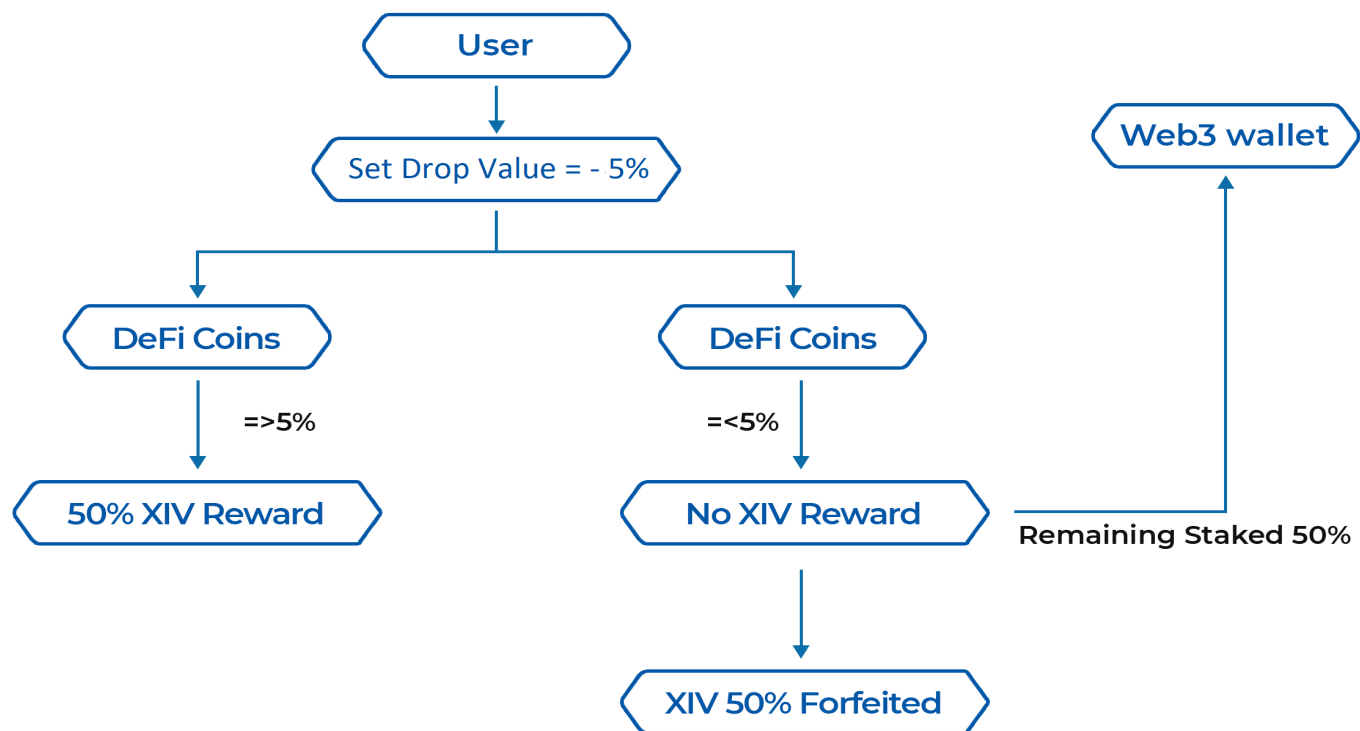 User
Web3 wallet
Set Drop Value = - 5%
DeFi Coins
DeFi Coins
=>5%
=<5%
50% XIV Reward
No XIV Reward
Remaining Staked 50%
XIV 50% Forfeited